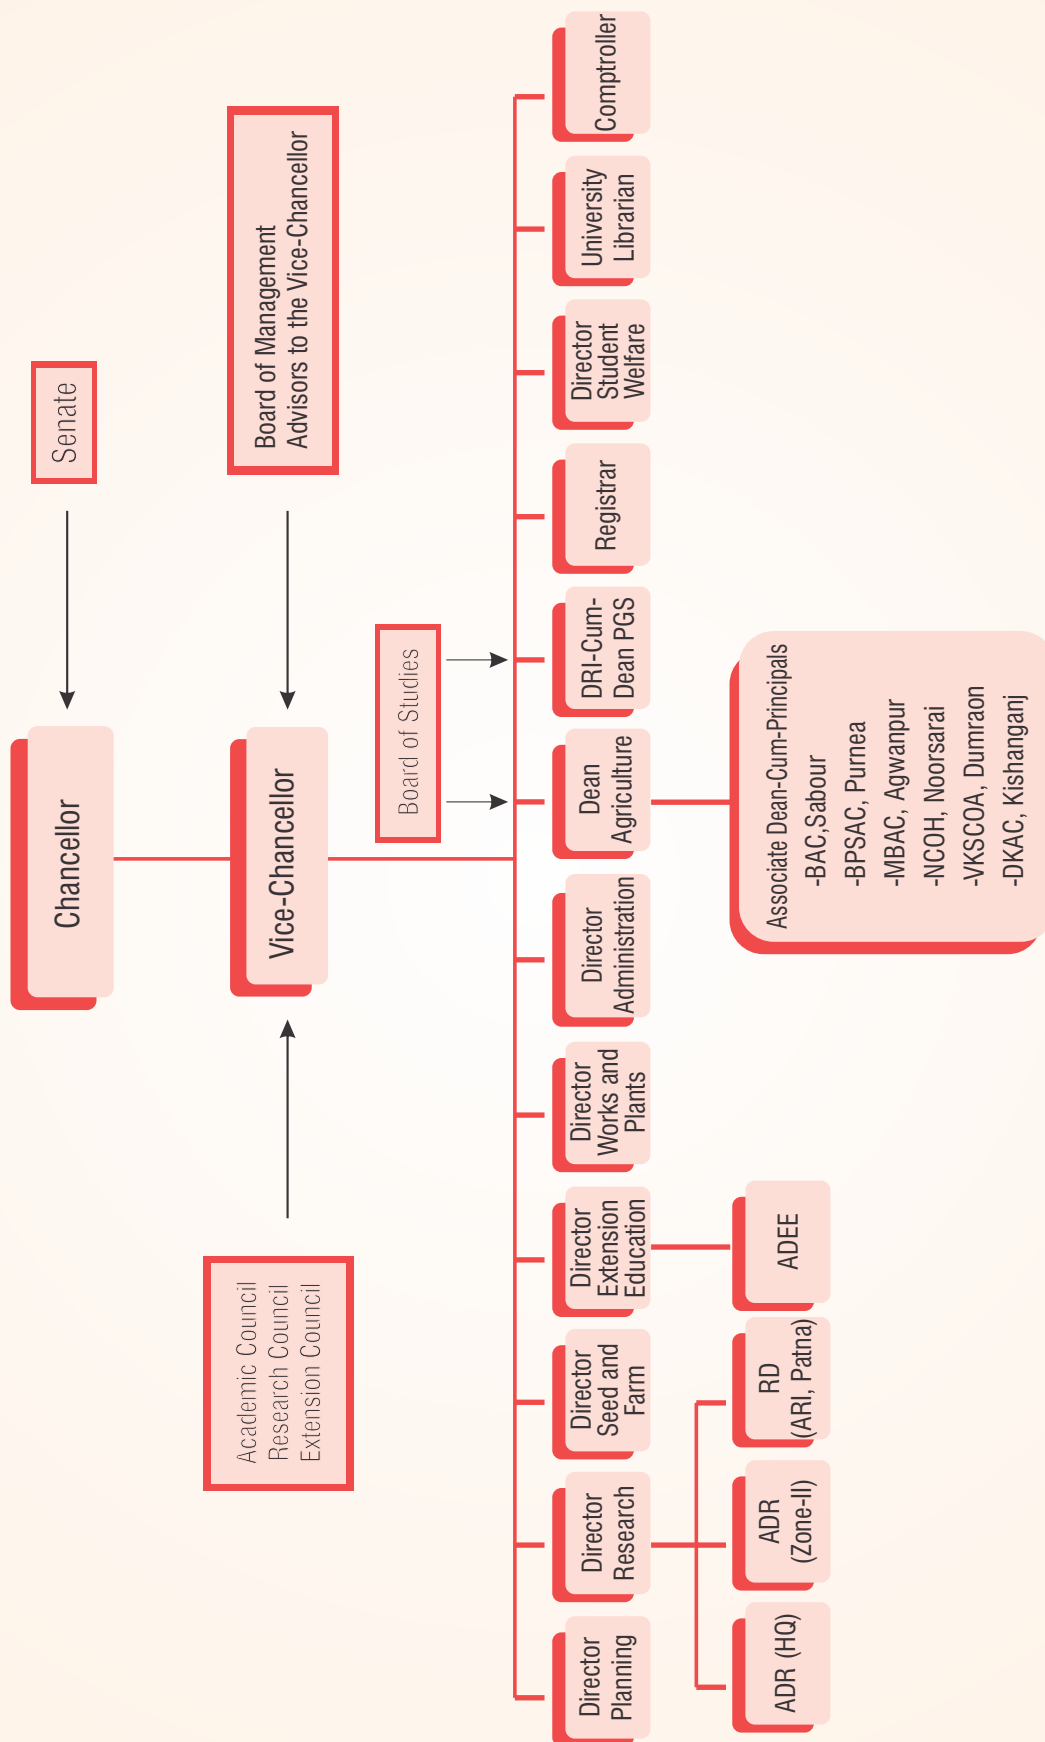 Senate
Chancellor
Academic Council
Research Council
Extension Council
Vice-Chancellor
Board of Management
Advisors to the Vice-Chancellor
Board of Studies
Director
Planning
Director
Research
Director
Seed and
Farm
Director
Extension
Education
Director
Works and
Plants
Director
Administration
Dean
Agriculture
DRI-Cum-
Dean PGS
Registrar
Director
Student
Welfare
University
Librarian
Comptroller
ADR (HQ)
ADR
(Zone-II)
RD
(ARI, Patna)
ADEE
Associate Dean-Cum-Principals
-BAC,Sabour
-BPSAC, Purnea
-MBAC, Agwanpur
-NCOH, Noorsarai
-VKSCOA, Dumraon
-DKAC, Kishanganj